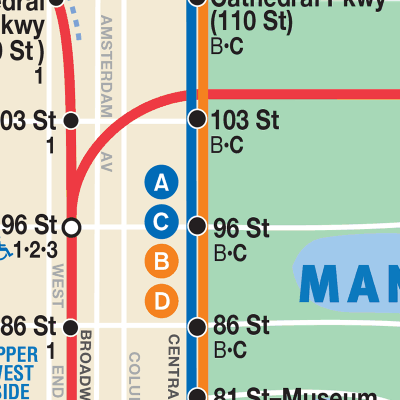 edral
kwy
0 St)
1
Cathedral Pkwy
(110 St)
B•C
AMSTERDAM AV
03 St
1
103 St
B•C
A
C
B
D
96 St
♿1•2•3
96 St
B•C
MAN
WEST
END
86 St
1
86 St
B•C
BROADW
COLU
CENTRA
PPER
WEST
SIDE
81 St–Museum